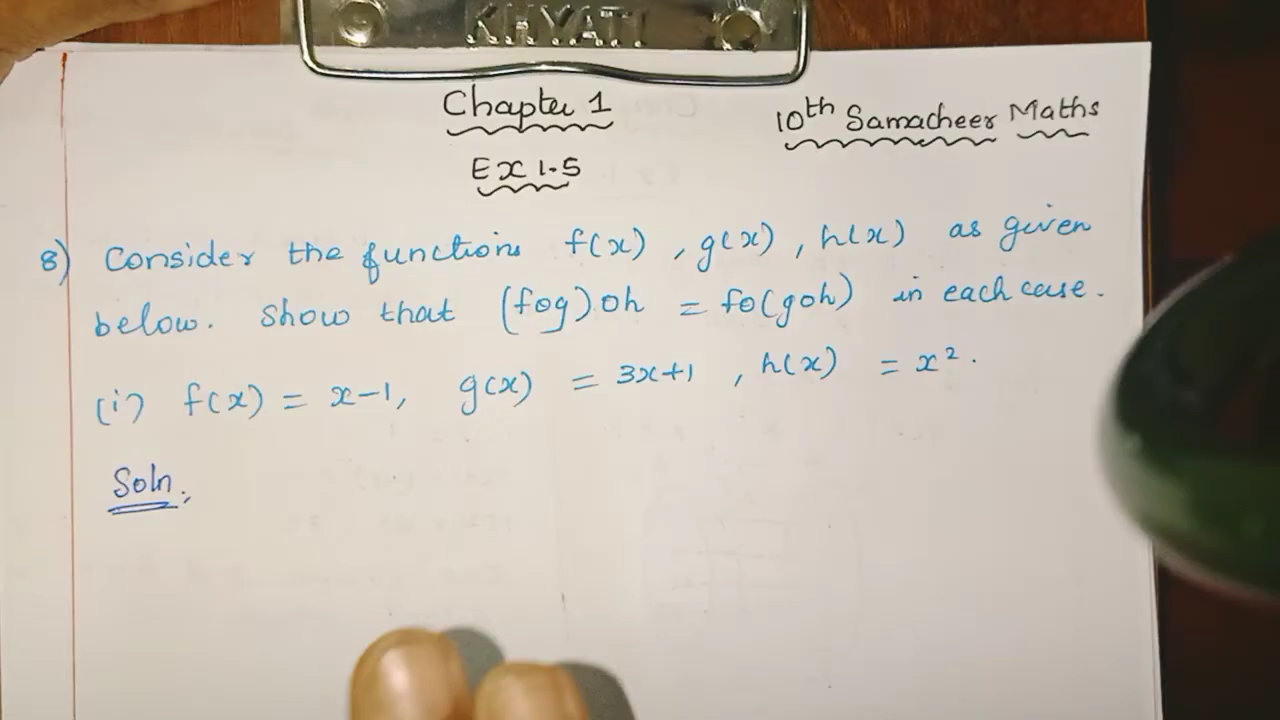 KHYATI
Chapter 1
10th Samacheer Maths
Ex 1.5
8) Consider the functions f(x), g(x), h(x) as given
below. Show that (fog)oh = fo(goh) in each case.
(i) f(x) = x-1, g(x) = 3x+1, h(x) = x².
Soln.